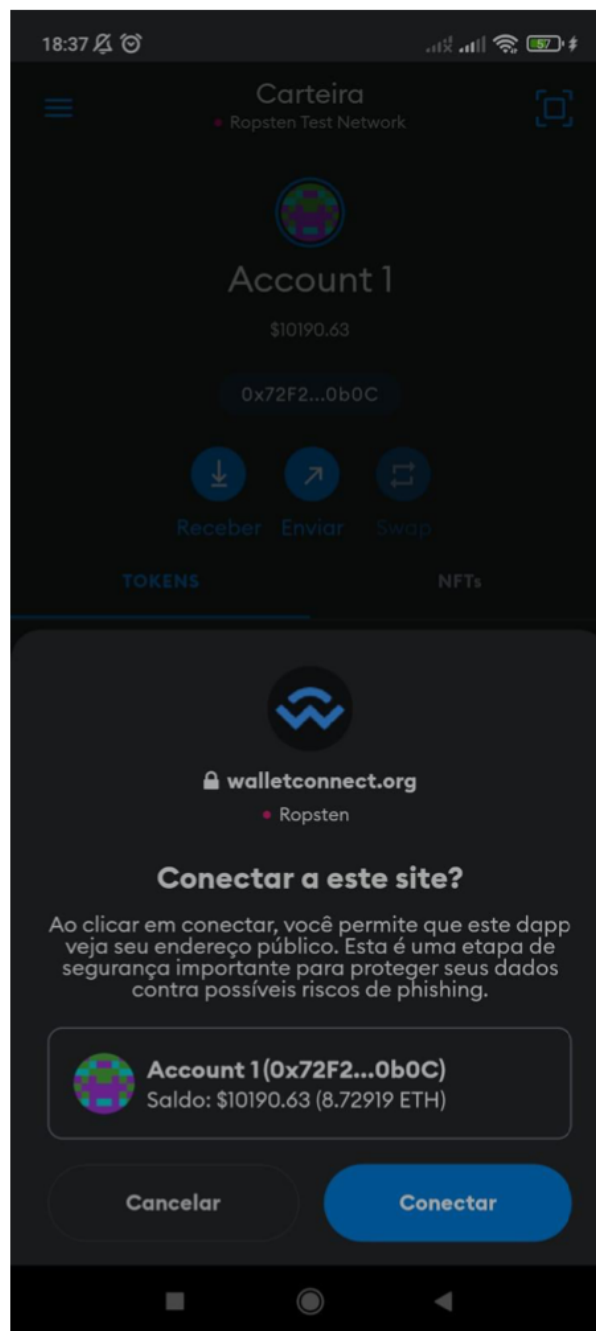 18:37
57
Carteira
Ropsten Test Network
Account 1
$10190.63
0x72F2...0b0C
Receber Enviar Swap
TOKENS NFTs
walletconnect.org
Ropsten
Conectar a este site?
Ao clicar em conectar, você permite que este dapp
veja seu endereço público. Esta é uma etapa de
segurança importante para proteger seus dados
contra possíveis riscos de phishing.
Account 1 (0x72F2...0b0C)
Saldo: $10190.63 (8.72919 ETH)
Cancelar Conectar